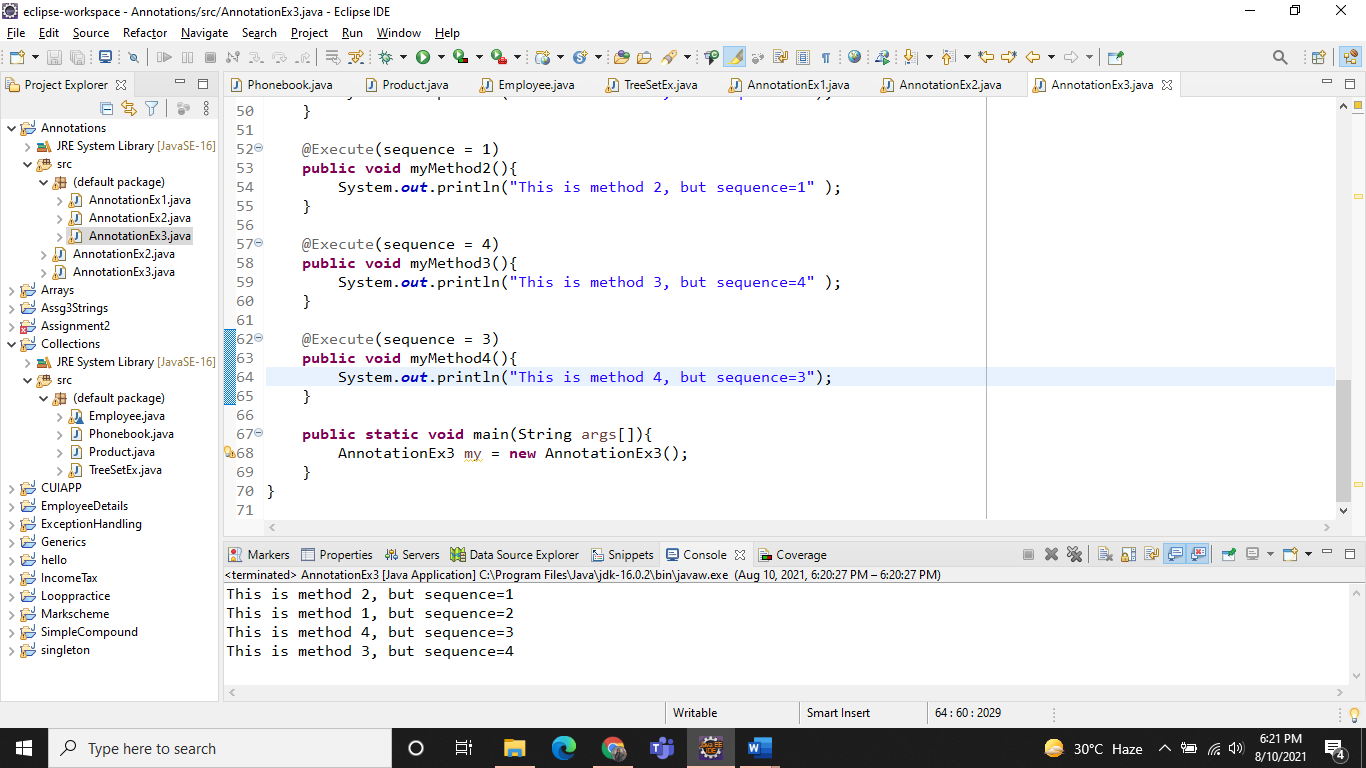 eclipse-workspace - Annotations/src/AnnotationEx3.java - Eclipse IDE
File Edit Source Refactor Navigate Search Project Run Window Help
Project Explorer
Phonebook.java Product.java Employee.java TreeSetEx.java AnnotationEx1.java AnnotationEx2.java AnnotationEx3.java
Annotations
JRE System Library [JavaSE-16]
src
(default package)
AnnotationEx1.java
AnnotationEx2.java
AnnotationEx3.java
AnnotationEx2.java
AnnotationEx3.java
Arrays
Assg3Strings
Assignment2
Collections
JRE System Library [JavaSE-16]
src
(default package)
Employee.java
Phonebook.java
Product.java
TreeSetEx.java
CUIAPP
EmployeeDetails
ExceptionHandling
Generics
hello
IncomeTax
Looppractice
Markscheme
SimpleCompound
singleton
50 }
51
52 @Execute(sequence = 1)
53 public void myMethod2(){
54 System.out.println("This is method 2, but sequence=1" );
55 }
56
57 @Execute(sequence = 4)
58 public void myMethod3(){
59 System.out.println("This is method 3, but sequence=4" );
60 }
61
62 @Execute(sequence = 3)
63 public void myMethod4(){
64 System.out.println("This is method 4, but sequence=3");
65 }
66
67 public static void main(String args[]){
68 AnnotationEx3 my = new AnnotationEx3();
69 }
70 }
71
Markers Properties Servers Data Source Explorer Snippets Console Coverage
<terminated> AnnotationEx3 [Java Application] C:\Program Files\Java\jdk-16.0.2\bin\javaw.exe (Aug 10, 2021, 6:20:27 PM – 6:20:27 PM)
This is method 2, but sequence=1
This is method 1, but sequence=2
This is method 4, but sequence=3
This is method 3, but sequence=4
Writable Smart Insert 64 : 60 : 2029
Type here to search
30°C Haze
6:21 PM
8/10/2021
4